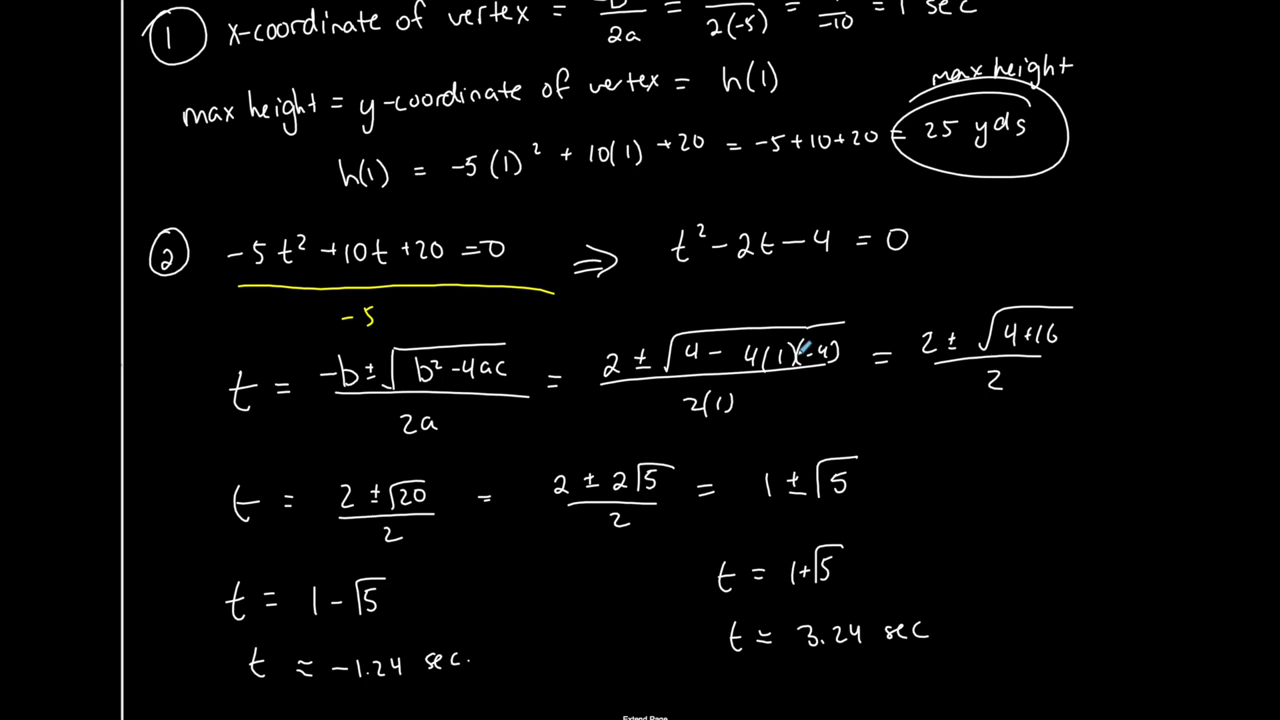 ① x-coordinate of vertex = -b/2a = /2(-5) = /-10 = 1 sec
max height = y-coordinate of vertex = h(1)
max height
h(1) = -5(1)² + 10(1) + 20 = -5+10+20 = 25 yds
② -5t² +10t +20 = 0 ⇒ t² - 2t - 4 = 0
-5
t = -b ± √b² - 4ac / 2a = 2 ± √4 - 4(1)(-4) / 2(1) = 2 ± √4+16 / 2
t = 2 ± √20 / 2 = 2 ± 2√5 / 2 = 1 ± √5
t = 1 - √5 t = 1+√5
t ≈ -1.24 sec. t ≈ 3.24 sec
Extend Page